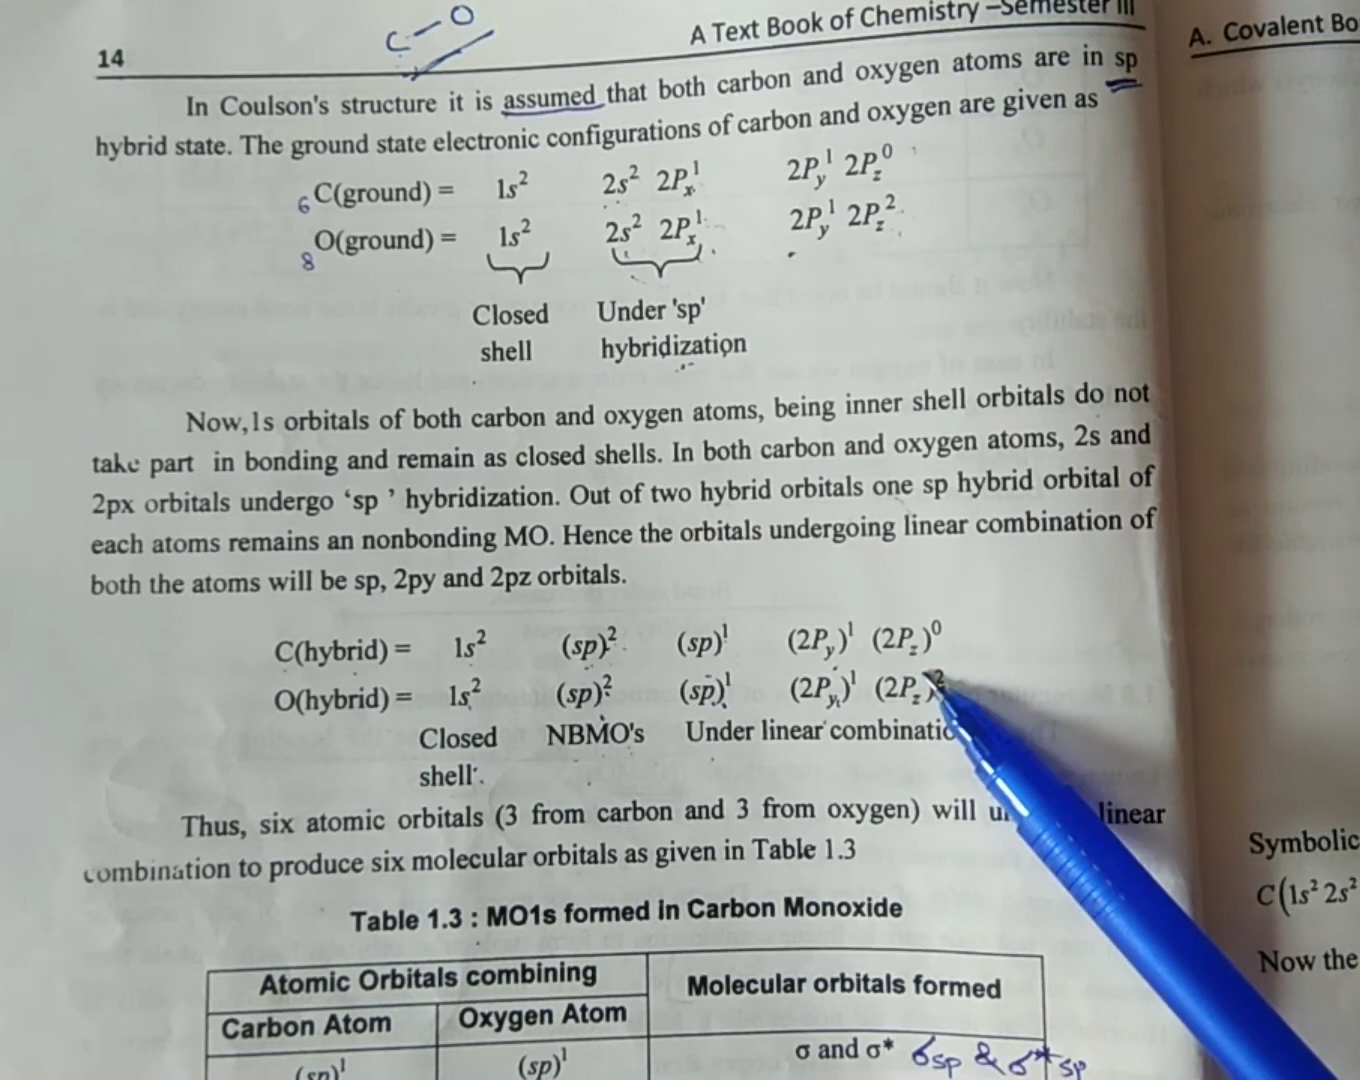 C—O
14
A Text Book of Chemistry –Semester III
In Coulson's structure it is assumed that both carbon and oxygen atoms are in sp
hybrid state. The ground state electronic configurations of carbon and oxygen are given as
6 C(ground) = 1s² 2s² 2Pₓ¹ 2Py¹ 2Pz⁰
8 O(ground) = 1s² 2s² 2Pₓ¹ 2Py¹ 2Pz²
Closed Under 'sp'
shell hybridization
Now,1s orbitals of both carbon and oxygen atoms, being inner shell orbitals do not
take part in bonding and remain as closed shells. In both carbon and oxygen atoms, 2s and
2px orbitals undergo ‘sp ’ hybridization. Out of two hybrid orbitals one sp hybrid orbital of
each atoms remains an nonbonding MO. Hence the orbitals undergoing linear combination of
both the atoms will be sp, 2py and 2pz orbitals.
C(hybrid) = 1s² (sp)² (sp)¹ (2Py)¹ (2Pz)⁰
O(hybrid) = 1s² (sp)² (sp)¹ (2Py)¹ (2Pz)²
Closed NBMO's Under linear combinatio
shell.
Thus, six atomic orbitals (3 from carbon and 3 from oxygen) will linear
combination to produce six molecular orbitals as given in Table 1.3
Table 1.3 : MO1s formed in Carbon Monoxide
Atomic Orbitals combining Molecular orbitals formed
Carbon Atom Oxygen Atom
(sp)¹ (sp)¹ σ and σ* σsp & σ*sp
A. Covalent Bo
Symbolic
C(1s² 2s²
Now the